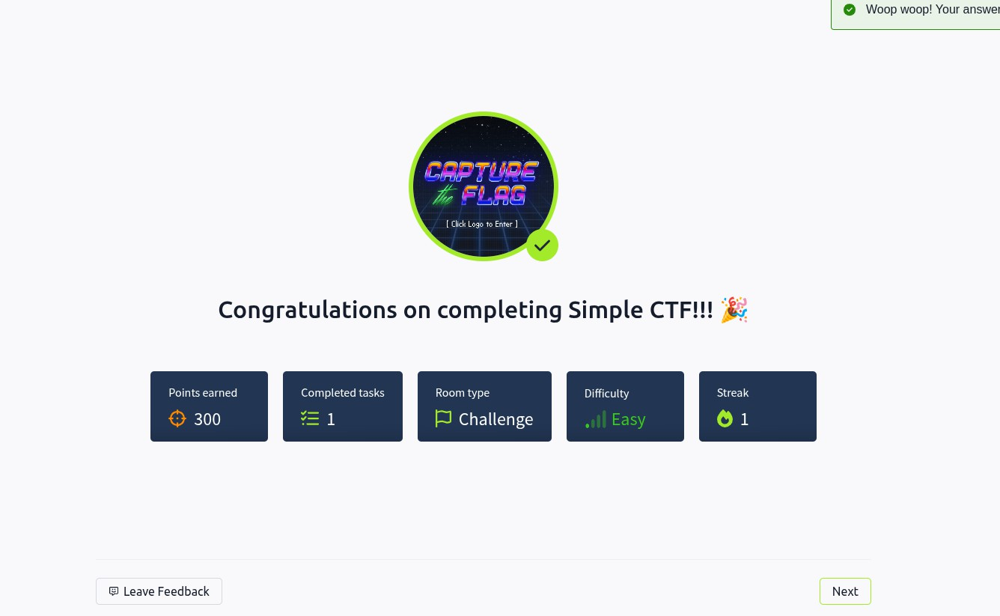 Woop woop! Your answer
CAPTURE
the FLAG
[ Click Logo to Enter ]
Congratulations on completing Simple CTF!!! 🎉
Points earned
300
Completed tasks
1
Room type
Challenge
Difficulty
Easy
Streak
1
Leave Feedback
Next